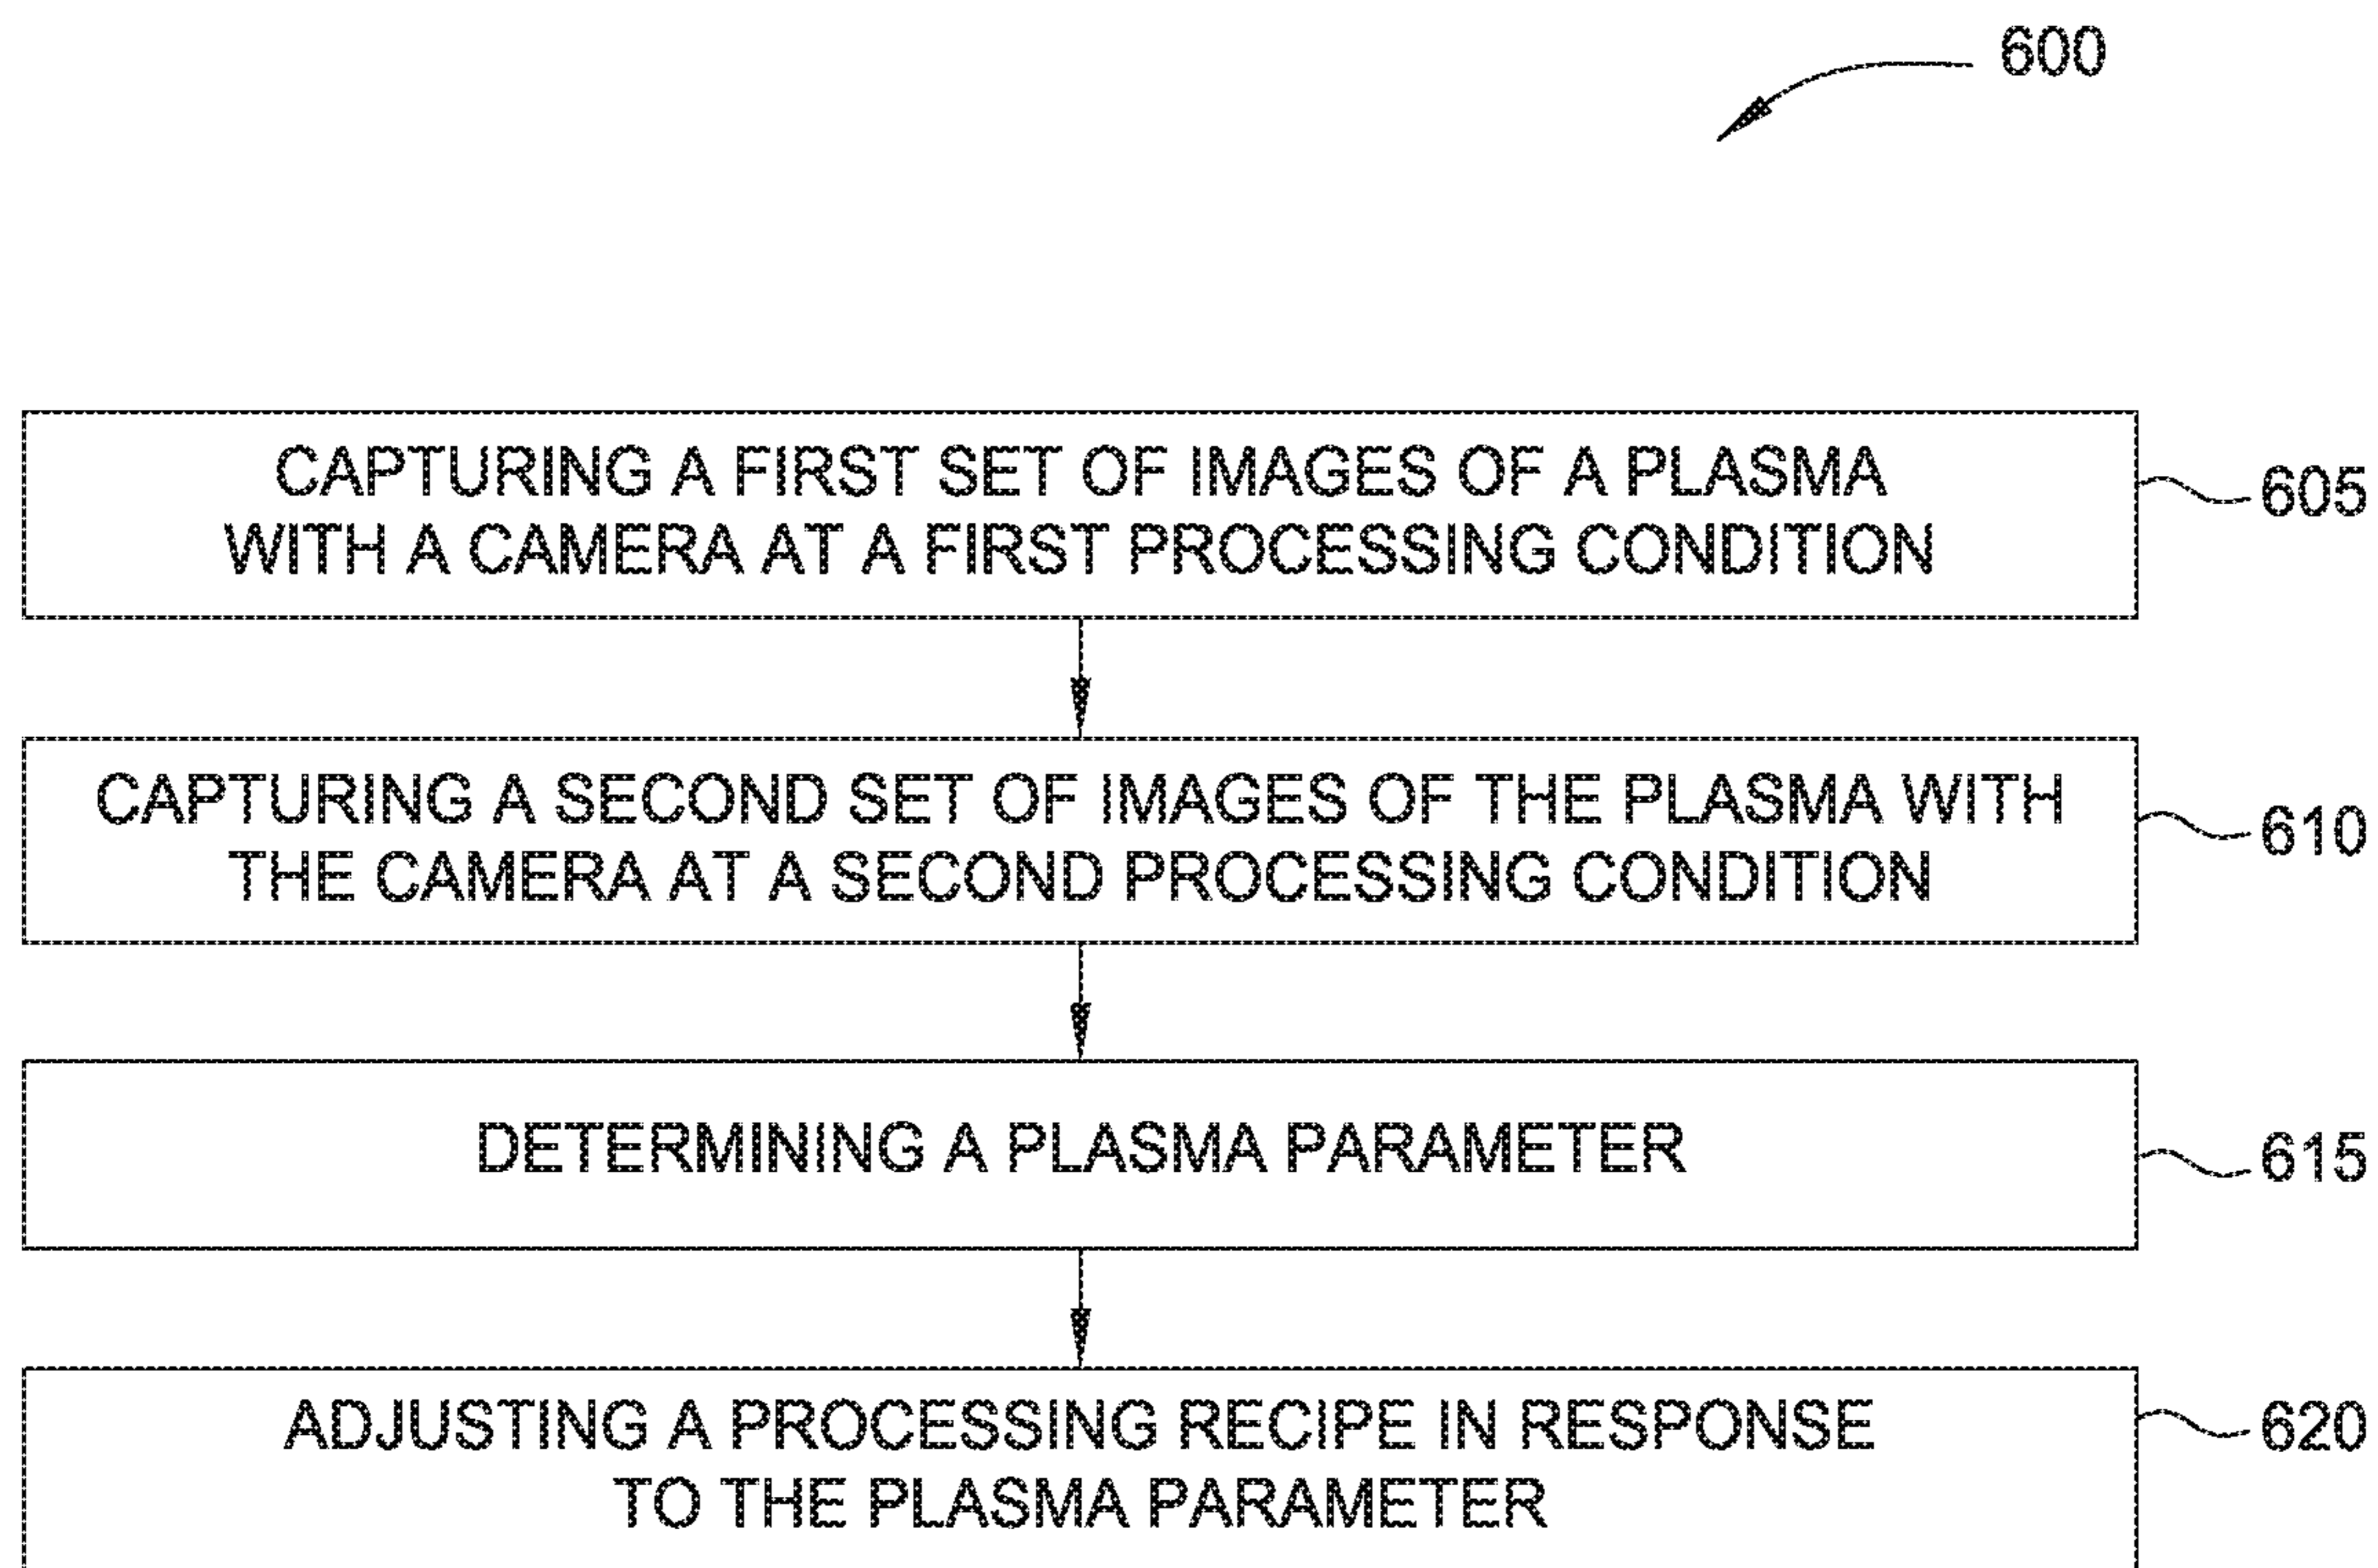 600
CAPTURING A FIRST SET OF IMAGES OF A PLASMA
WITH A CAMERA AT A FIRST PROCESSING CONDITION
605
CAPTURING A SECOND SET OF IMAGES OF THE PLASMA WITH
THE CAMERA AT A SECOND PROCESSING CONDITION
610
DETERMINING A PLASMA PARAMETER
615
ADJUSTING A PROCESSING RECIPE IN RESPONSE
TO THE PLASMA PARAMETER
620